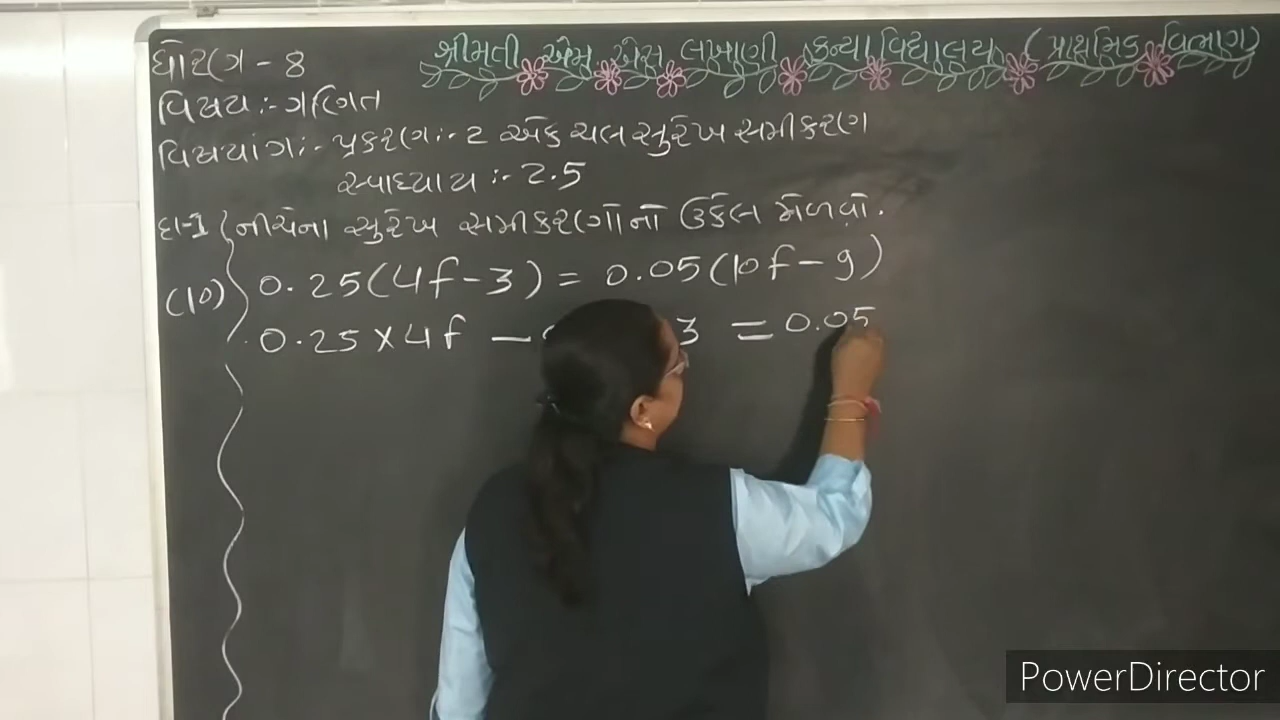 શ્રીમતી એમ એસ લખાણી કન્યા વિદ્યાલય (પ્રાથમિક વિભાગ)
ધોરણ - 8
વિષય :- ગણિત
વિષયાંગ :- પ્રકરણ :- 2 એક ચલ સુરેખ સમીકરણ
સ્વાધ્યાય :- 2.5
દા-1 નીચેના સુરેખ સમીકરણોનો ઉકેલ મેળવો.
(10) 0.25(4f-3) = 0.05(10f-9)
0.25×4f - 3 = 0.05
PowerDirector